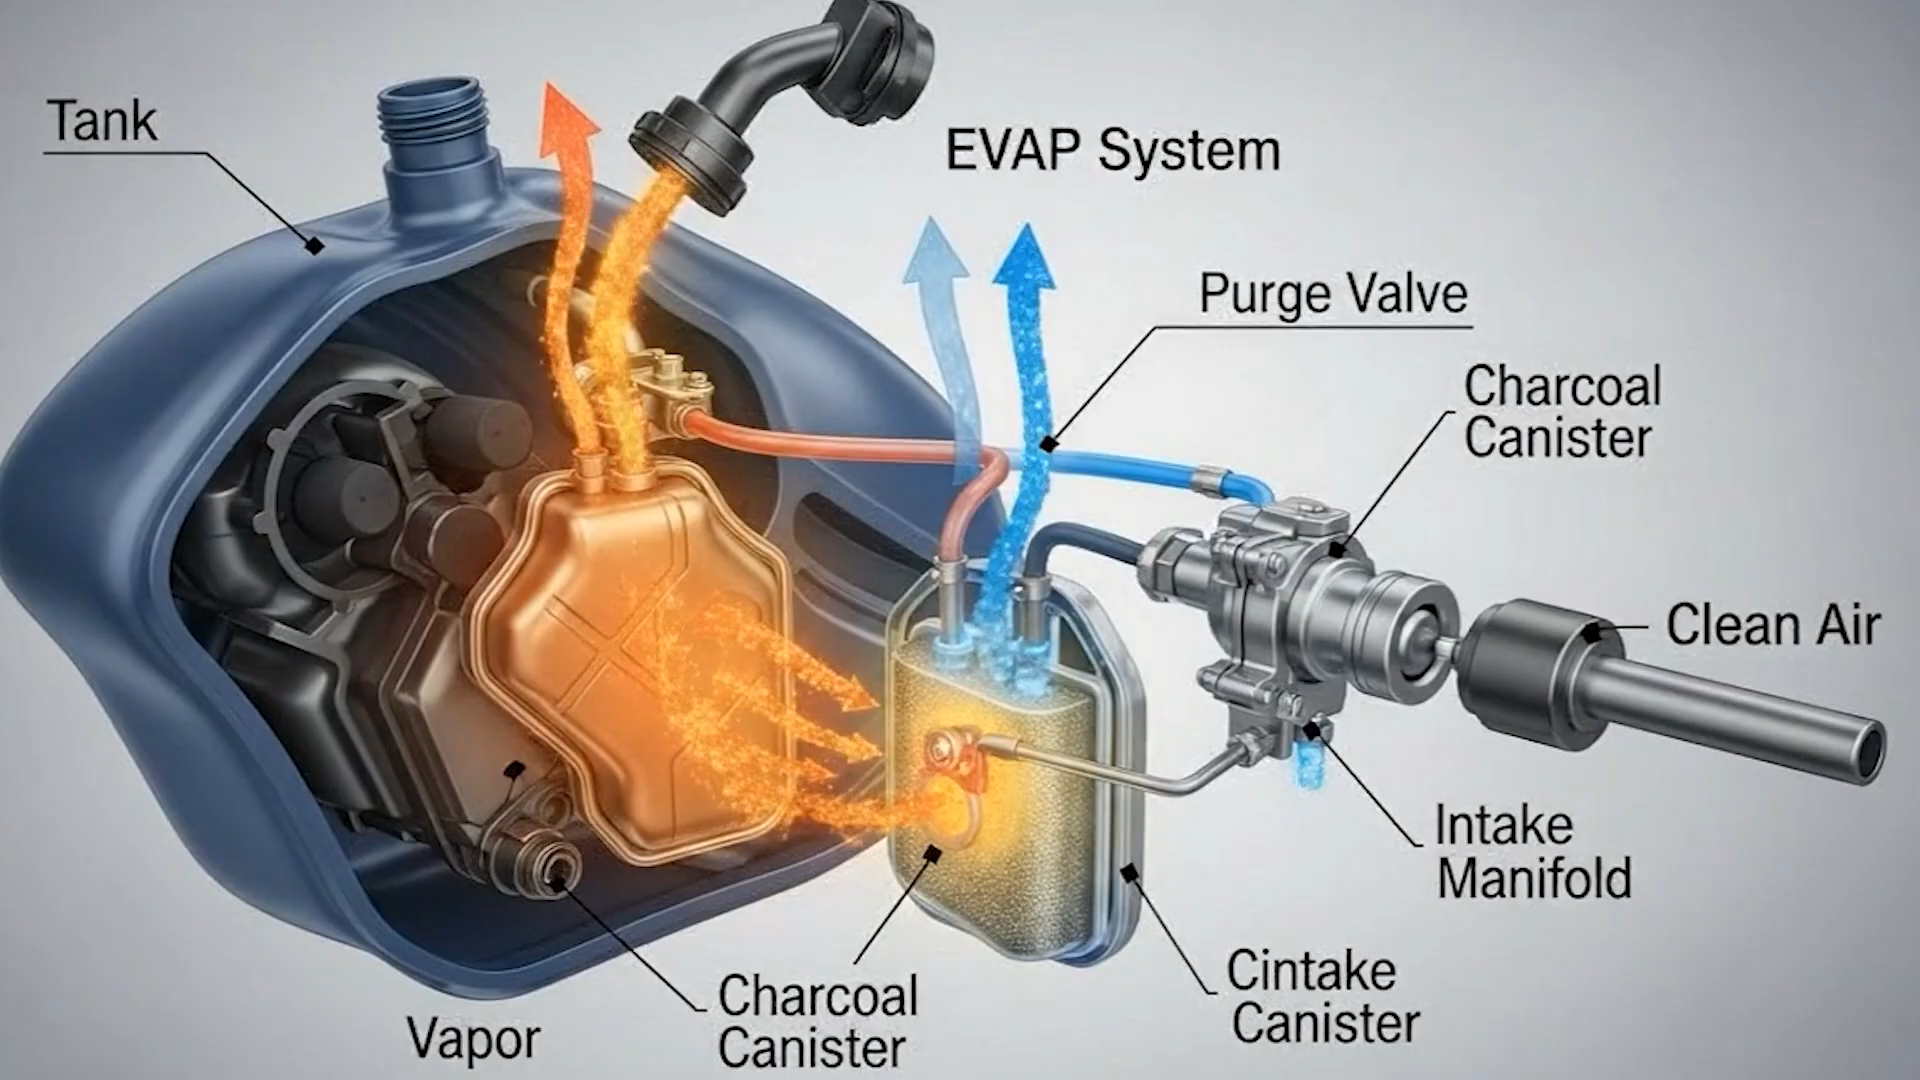 Tank
EVAP System
Purge Valve
Charcoal
Canister
Clean Air
Intake
Manifold
Cintake
Canister
Charcoal
Canister
Vapor